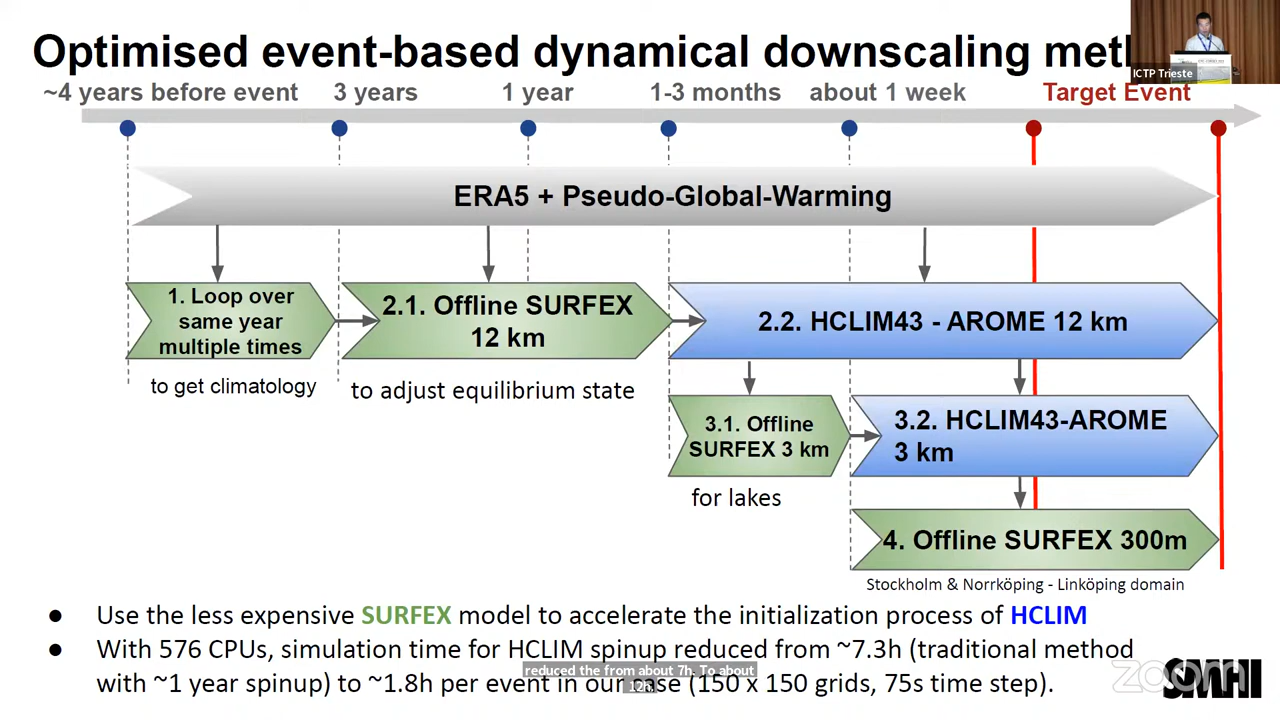 Optimised event-based dynamical downscaling
ICTP Trieste
~4 years before event 3 years 1 year 1-3 months about 1 week Target Event
ERA5 + Pseudo-Global-Warming
1. Loop over
same year
multiple times
2.1. Offline SURFEX
12 km
2.2. HCLIM43 - AROME 12 km
to get climatology
to adjust equilibrium state
3.1. Offline
SURFEX 3 km
3.2. HCLIM43-AROME
3 km
for lakes
4. Offline SURFEX 300m
Stockholm & Norrköping - Linköping domain
● Use the less expensive SURFEX model to accelerate the initialization process of HCLIM
● With 576 CPUs, simulation time for HCLIM spinup reduced from ~7.3h (traditional method
reduced the from about 7h. To about
with ~1 year spinup) to ~1.8h per event in our case (150 x 150 grids, 75s time step).
SMHI
zoom